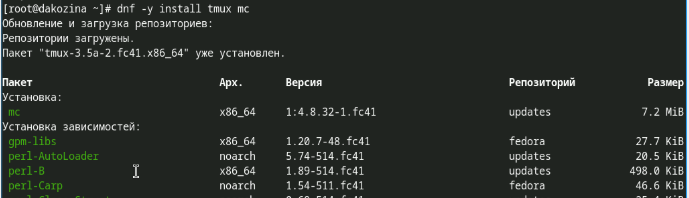 [root@dakozina ~]# dnf -y install tmux mc
Обновление и загрузка репозиториев:
Репозитории загружены.
Пакет "tmux-3.5a-2.fc41.x86_64" уже установлен.
Пакет Арх. Версия Репозиторий Размер
Установка:
mc x86_64 1:4.8.32-1.fc41 updates 7.2 MiB
Установка зависимостей:
gpm-libs x86_64 1.20.7-48.fc41 fedora 27.7 KiB
perl-AutoLoader noarch 5.74-514.fc41 updates 20.5 KiB
perl-B x86_64 1.89-514.fc41 updates 498.0 KiB
perl-Carp noarch 1.54-511.fc41 fedora 46.6 KiB